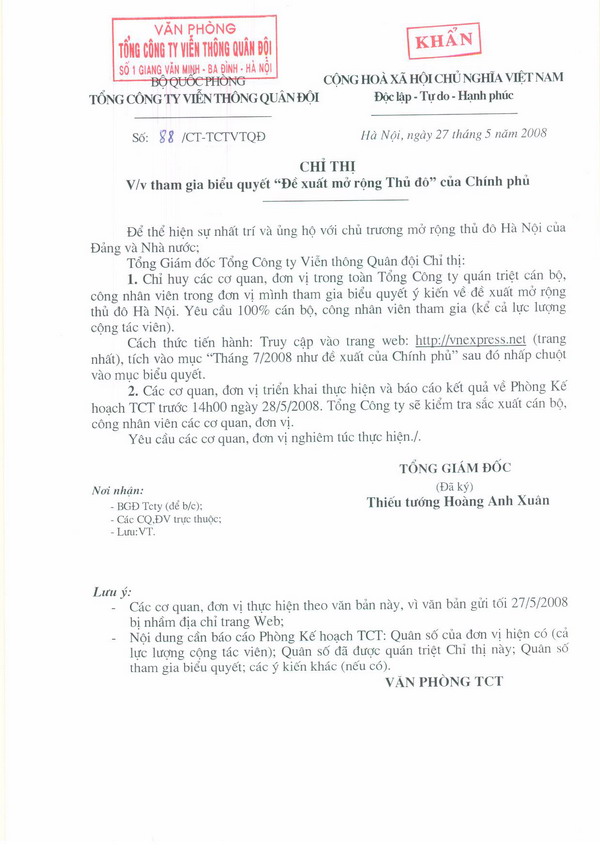 VĂN PHÒNG
TỔNG CÔNG TY VIỄN THÔNG QUÂN ĐỘI
SỐ 1 GIANG VĂN MINH - BA ĐÌNH - HÀ NỘI
KHẨN
BỘ QUỐC PHÒNG
TỔNG CÔNG TY VIỄN THÔNG QUÂN ĐỘI
CỘNG HOÀ XÃ HỘI CHỦ NGHĨA VIỆT NAM
Độc lập - Tự do - Hạnh phúc
Số: 88 /CT-TCTVTQĐ
Hà Nội, ngày 27 tháng 5 năm 2008
CHỈ THỊ
V/v tham gia biểu quyết “Đề xuất mở rộng Thủ đô” của Chính phủ
Để thể hiện sự nhất trí và ủng hộ với chủ trương mở rộng thủ đô Hà Nội của
Đảng và Nhà nước;
Tổng Giám đốc Tổng Công ty Viễn thông Quân đội Chỉ thị:
1. Chỉ huy các cơ quan, đơn vị trong toàn Tổng Công ty quán triệt cán bộ,
công nhân viên trong đơn vị mình tham gia biểu quyết ý kiến về đề xuất mở rộng
thủ đô Hà Nội. Yêu cầu 100% cán bộ, công nhân viên tham gia (kể cả lực lượng
cộng tác viên).
Cách thức tiến hành: Truy cập vào trang web: http://vnexpress.net (trang
nhất), tích vào mục “Tháng 7/2008 như đề xuất của Chính phủ” sau đó nhấp chuột
vào mục biểu quyết.
2. Các cơ quan, đơn vị triển khai thực hiện và báo cáo kết quả về Phòng Kế
hoạch TCT trước 14h00 ngày 28/5/2008. Tổng Công ty sẽ kiểm tra sắc xuất cán bộ,
công nhân viên các cơ quan, đơn vị.
Yêu cầu các cơ quan, đơn vị nghiêm túc thực hiện./.
TỔNG GIÁM ĐỐC
(Đã ký)
Thiếu tướng Hoàng Anh Xuân
Nơi nhận:
- BGĐ Tcty (để b/c);
- Các CQ,ĐV trực thuộc;
- Lưu:VT.
Lưu ý:
- Các cơ quan, đơn vị thực hiện theo văn bản này, vì văn bản gửi tối 27/5/2008
bị nhầm địa chỉ trang Web;
- Nội dung cần báo cáo Phòng Kế hoạch TCT: Quân số của đơn vị hiện có (cả
lực lượng cộng tác viên); Quân số đã được quán triệt Chỉ thị này; Quân số
tham gia biểu quyết; các ý kiến khác (nếu có).
VĂN PHÒNG TCT